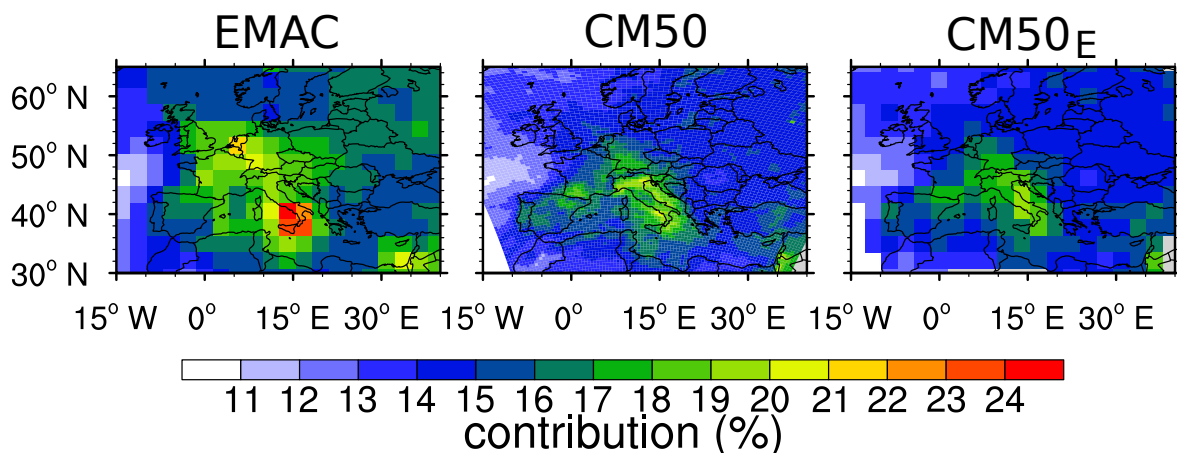 EMAC CM50 CM50E
60° N
50° N
40° N
30° N
15° W 0° 15° E 30° E 15° W 0° 15° E 30° E 15° W 0° 15° E 30° E
11 12 13 14 15 16 17 18 19 20 21 22 23 24
contribution (%)